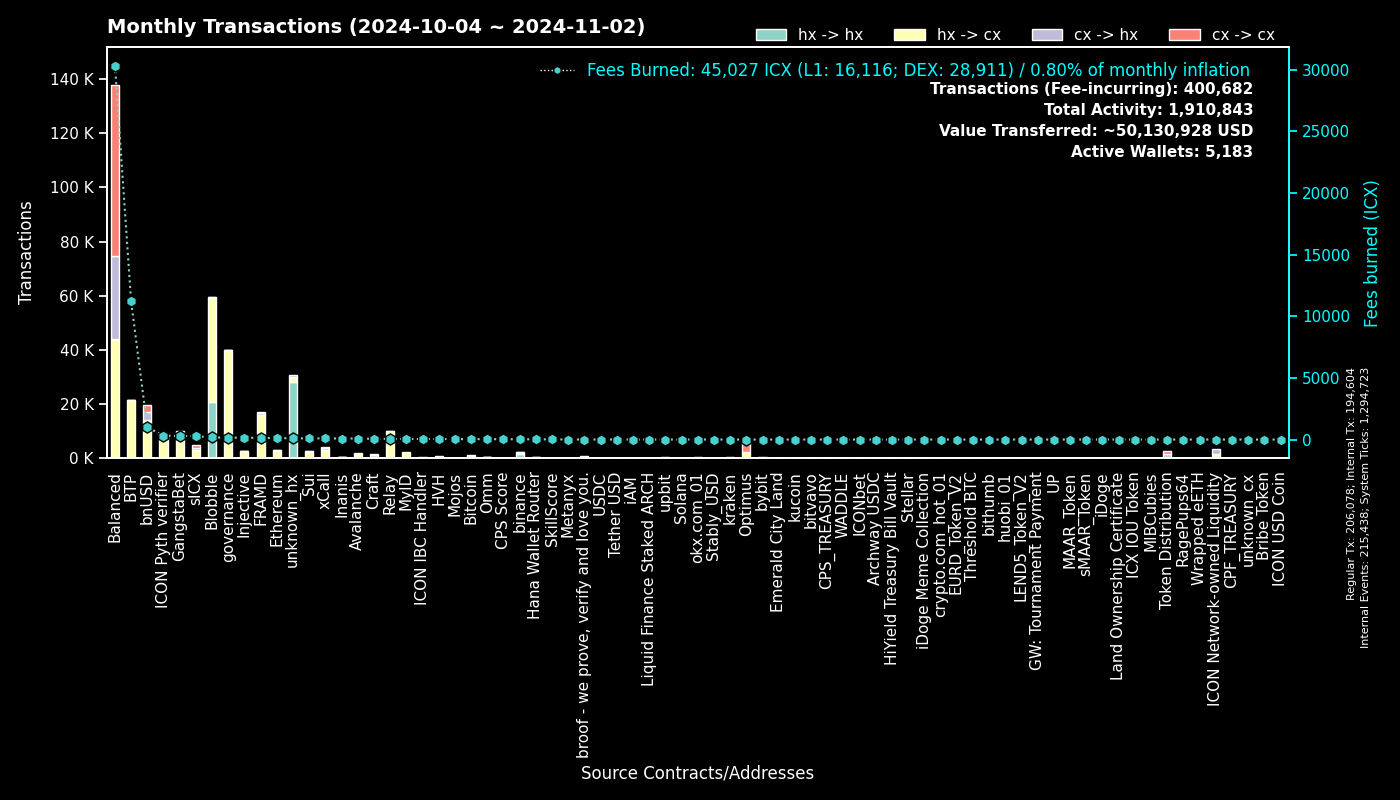 Monthly Transactions (2024-10-04 ~ 2024-11-02)
hx -> hx
hx -> cx
cx -> hx
cx -> cx
Fees Burned: 45,027 ICX (L1: 16,116; DEX: 28,911) / 0.80% of monthly inflation
Transactions (Fee-incurring): 400,682
Total Activity: 1,910,843
Value Transferred: ~50,130,928 USD
Active Wallets: 5,183
Transactions
140 K
120 K
100 K
80 K
60 K
40 K
20 K
0 K
30000
25000
20000
15000
10000
5000
0
Fees burned (ICX)
Regular Tx: 206,078; Internal Tx: 194,604
Internal Events: 215,438; System Ticks: 1,294,723
Balanced
BTP
bnUSD
ICON Pyth verifier
GangstaBet
sICX
Blobble
governance
Injective
FRAMD
Ethereum
unknown_hx
Sui
xCall
Inanis
Avalanche
Craft
Relay
MyID
ICON IBC Handler
HVH
Mojos
Bitcoin
Omm
CPS Score
binance
Hana Wallet Router
SkillScore
Metanyx
broof - we prove, verify and love you.
USDC
Tether USD
iAM
Liquid Finance Staked ARCH
upbit
Solana
okx.com_01
Stably_USD
kraken
Optimus
bybit
Emerald City Land
kucoin
bitvavo
CPS_TREASURY
WADDLE
ICONbet
Archway USDC
HiYield Treasury Bill Vault
Stellar
iDoge Meme Collection
crypto.com_hot_01
EURD_Token_V2
Threshold BTC
bithumb
huobi_01
LEND5_Token_V2
GW: Tournament Payment
UP
MAAR_Token
sMAAR_Token
iDoge
Land Ownership Certificate
ICX IOU Token
MIBCubies
Token Distribution
RagePups64
Wrapped eETH
ICON Network-owned Liquidity
CPF_TREASURY
unknown_cx
Bribe Token
ICON USD Coin
Source Contracts/Addresses